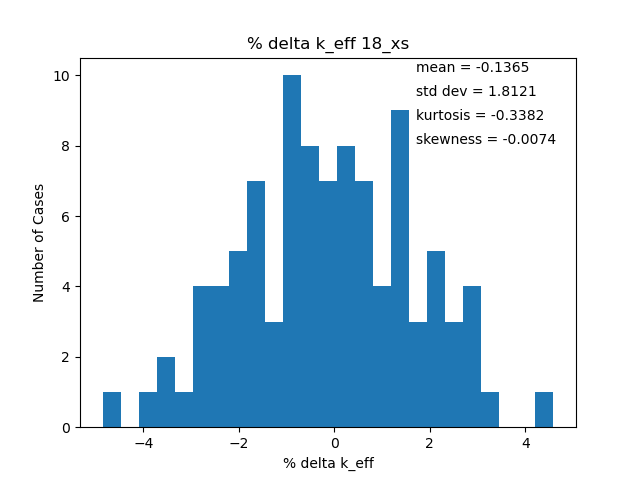 % delta k_eff 18_xs
mean = -0.1365
std dev = 1.8121
kurtosis = -0.3382
skewness = -0.0074
Number of Cases
10
8
6
4
2
0
−4
−2
0
2
4
% delta k_eff